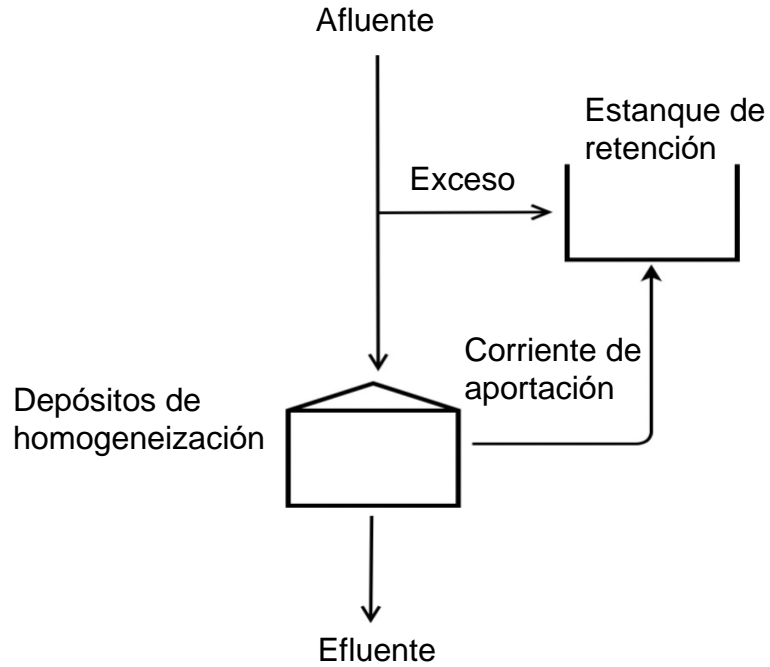 Afluente
Estanque de
retención
Exceso
Corriente de
aportación
Depósitos de
homogeneización
Efluente